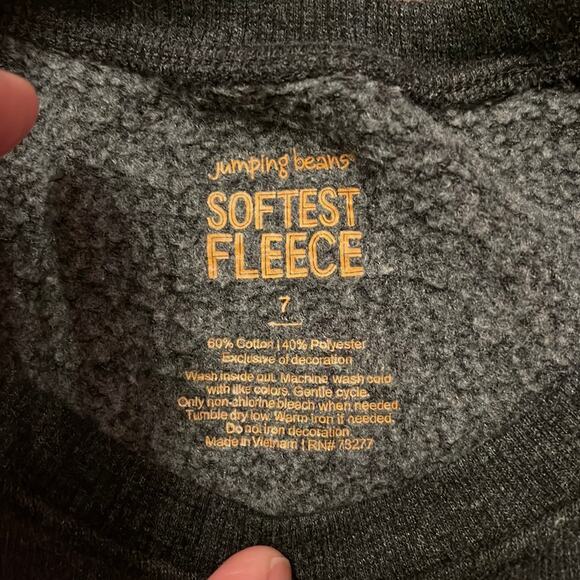 jumping beans®
SOFTEST
FLEECE
7
60% Cotton | 40% Polyester
Exclusive of decoration
Wash inside out. Machine wash cold
with like colors. Gentle cycle.
Only non-chlorine bleach when needed.
Tumble dry low. Warm iron if needed.
Do not iron decoration
Made in Vietnam | RN# 73277